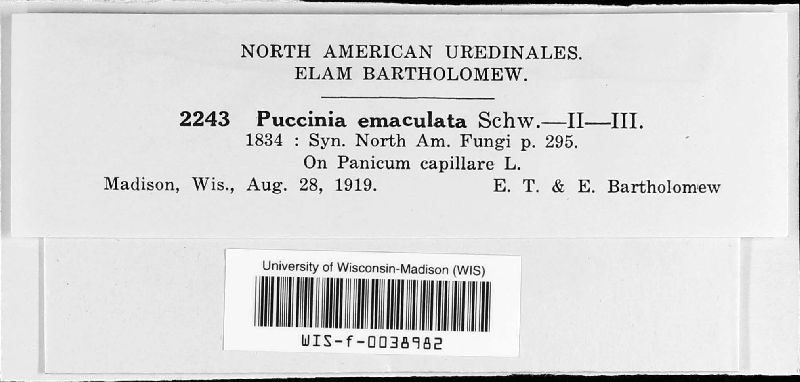 NORTH AMERICAN UREDINALES.
ELAM BARTHOLOMEW.
2243 Puccinia emaculata Schw.—II—III.
1834 : Syn. North Am. Fungi p. 295.
On Panicum capillare L.
Madison, Wis., Aug. 28, 1919. E. T. & E. Bartholomew
University of Wisconsin-Madison (WIS)
WIS-f-0038982